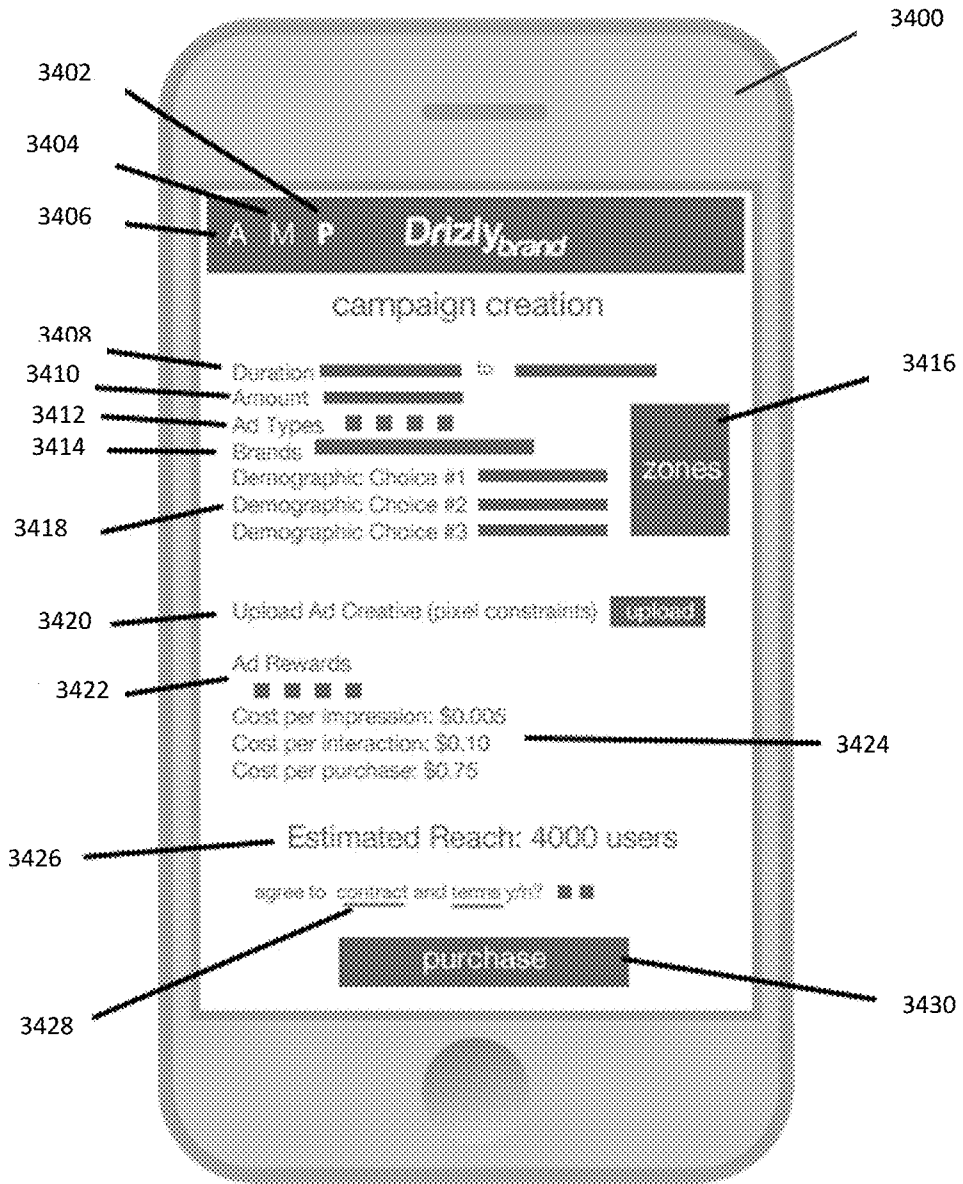 3400
3402
3404
3406
A M P Drizly brand
campaign creation
3408
Duration to
3410
Amount
3416
3412
Ad Types
3414
Brands
zones
Demographic Choice #1
3418
Demographic Choice #2
Demographic Choice #3
3420
Upload Ad Creative (pixel constraints) upload
Ad Rewards
3422
Cost per impression: $0.005
Cost per interaction: $0.10
3424
Cost per purchase: $0.75
Estimated Reach: 4000 users
3426
agree to contract and terms y/n?
purchase
3428
3430